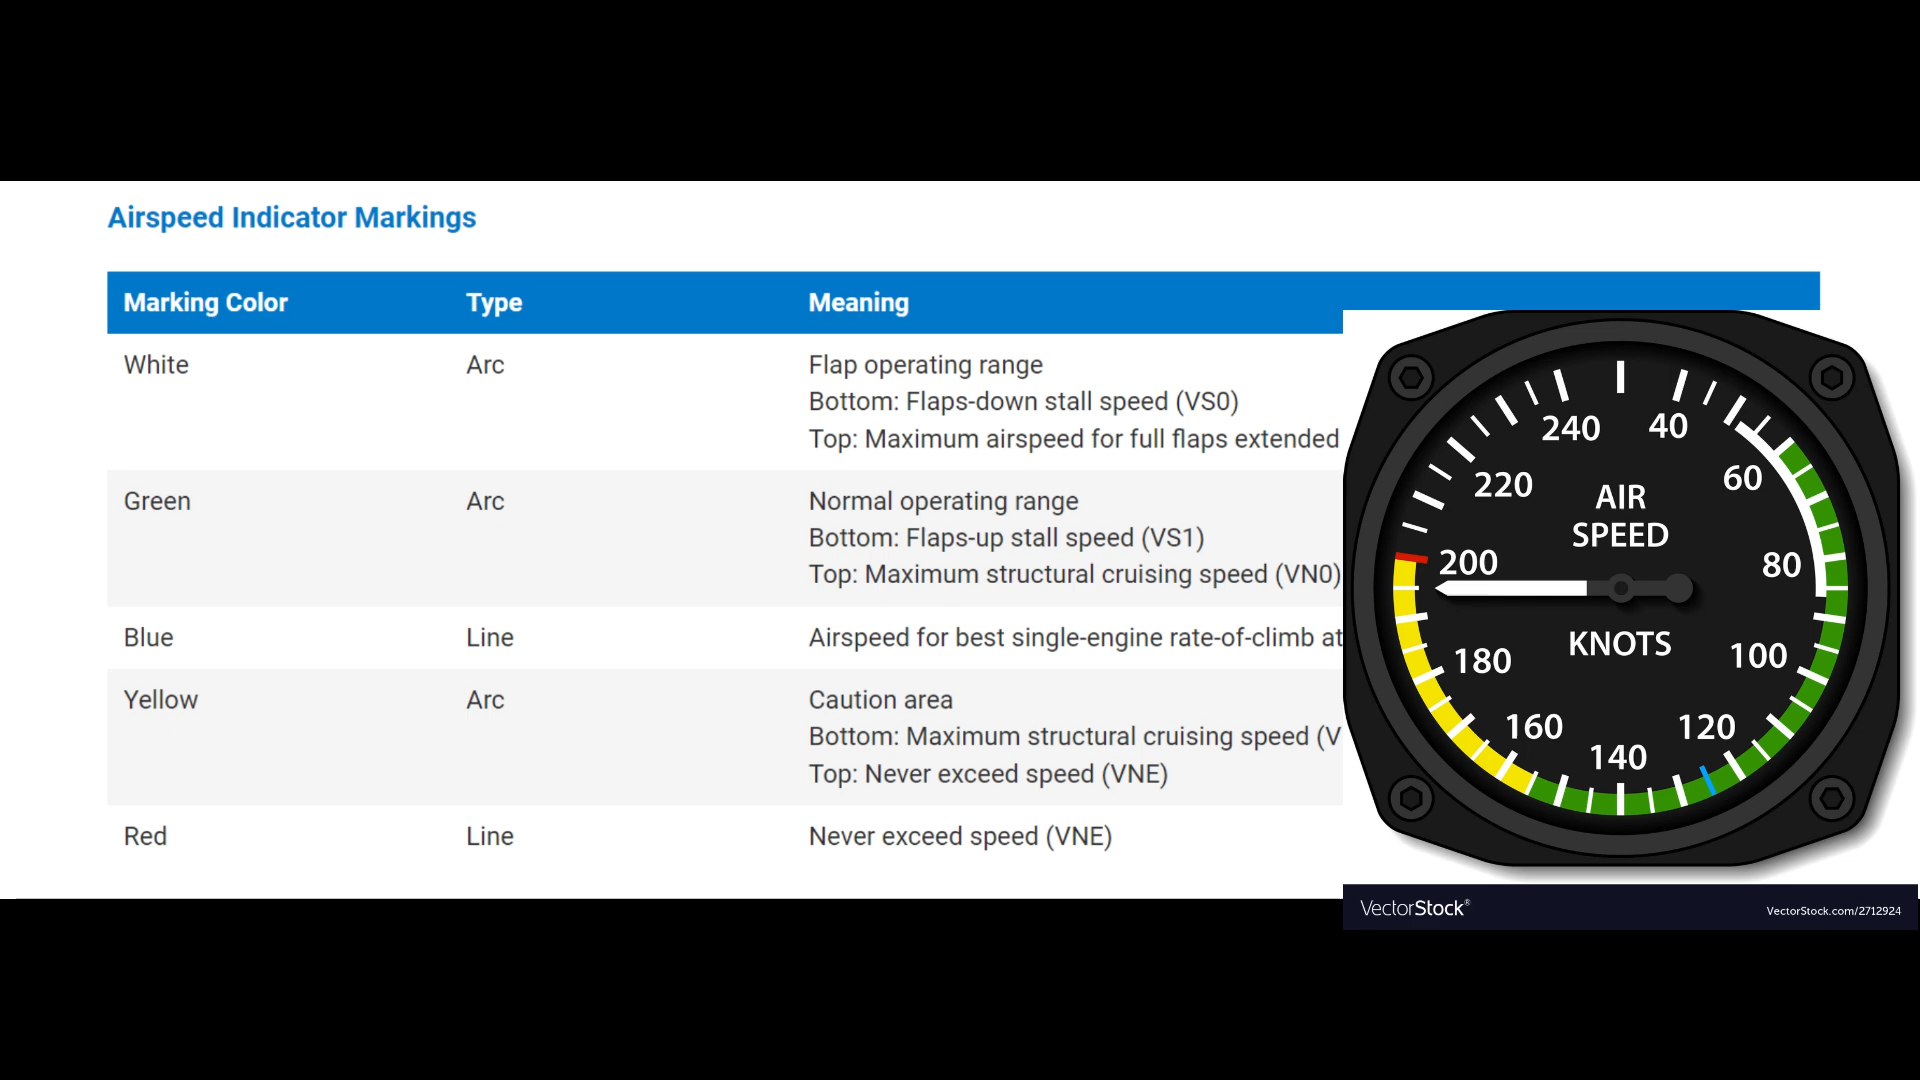 Airspeed Indicator Markings
Marking Color Type Meaning
White Arc Flap operating range
Bottom: Flaps-down stall speed (VS0)
Top: Maximum airspeed for full flaps extended
Green Arc Normal operating range
Bottom: Flaps-up stall speed (VS1)
Top: Maximum structural cruising speed (VN0)
Blue Line Airspeed for best single-engine rate-of-climb at
Yellow Arc Caution area
Bottom: Maximum structural cruising speed (V
Top: Never exceed speed (VNE)
Red Line Never exceed speed (VNE)
240 40
220 60
AIR
SPEED
200 80
KNOTS
180 100
160 120
140
VectorStock®
VectorStock.com/2712924